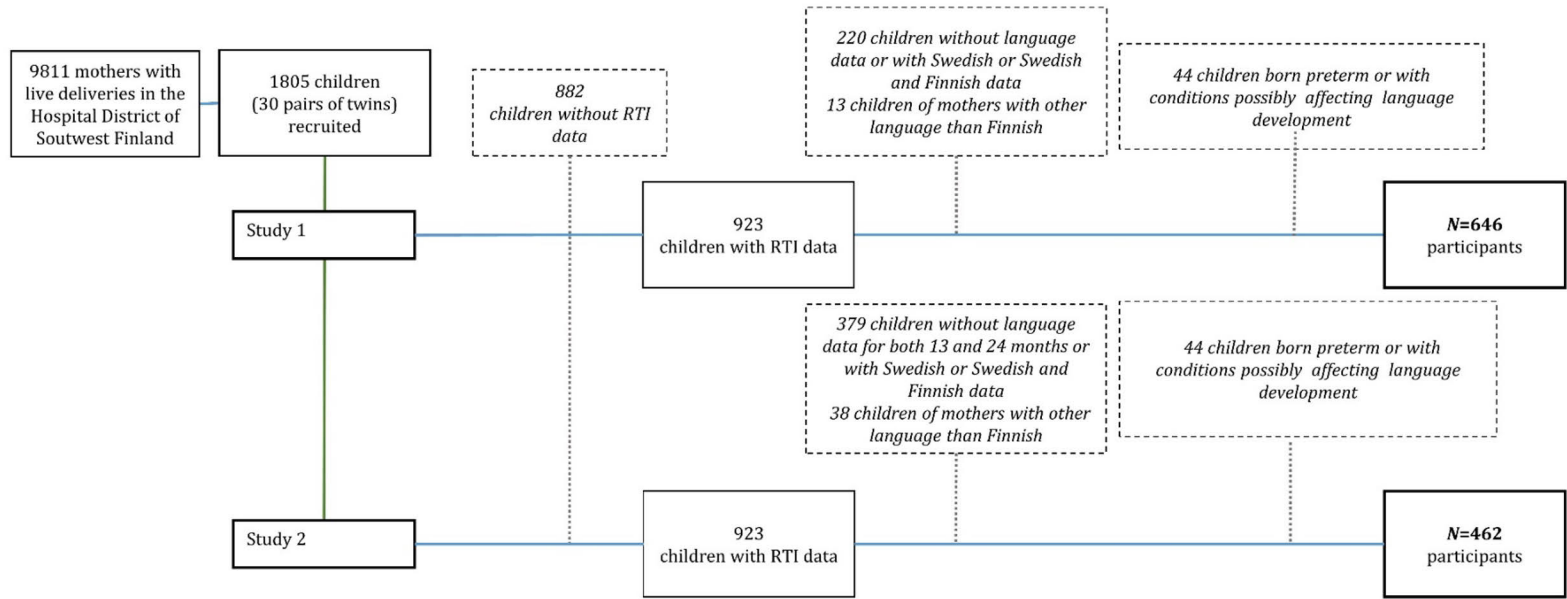 9811 mothers with
live deliveries in the
Hospital District of
Soutwest Finland
1805 children
(30 pairs of twins)
recruited
882
children without RTI
data
220 children without language
data or with Swedish or Swedish
and Finnish data
13 children of mothers with other
language than Finnish
44 children born preterm or with
conditions possibly affecting language
development
Study 1
923
children with RTI data
N=646
participants
379 children without language
data for both 13 and 24 months or
with Swedish or Swedish and
Finnish data
38 children of mothers with other
language than Finnish
44 children born preterm or with
conditions possibly affecting language
development
Study 2
923
children with RTI data
N=462
participants